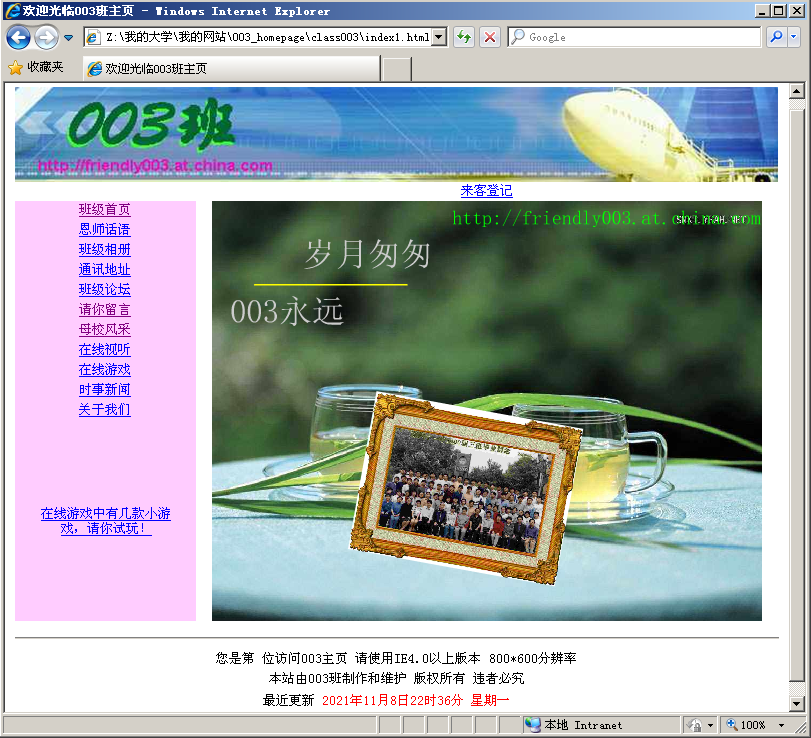 欢迎光临003班主页 - Windows Internet Explorer
Z:\我的大学\我的网站\003_homepage\class003\index1.html
Google
收藏夹
欢迎光临003班主页
003班
http://friendly003.at.china.com
来客登记
班级首页
恩师话语
班级相册
通讯地址
班级论坛
请你留言
母校风采
在线视听
在线游戏
时事新闻
关于我们
在线游戏中有几款小游
戏，请你试玩！
http://friendly003.at.china.com
岁月匆匆
003永远
您是第 位访问003主页 请使用IE4.0以上版本 800*600分辨率
本站由003班制作和维护 版权所有 违者必究
最近更新 2021年11月8日22时36分 星期一
本地 Intranet
100%